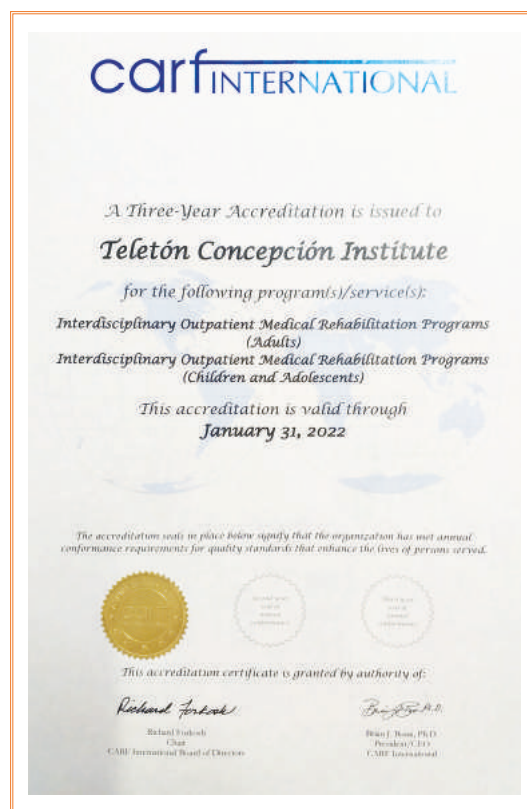 carf INTERNATIONAL
A Three-Year Accreditation is issued to
Teletón Concepción Institute
for the following program(s)/service(s):
Interdisciplinary Outpatient Medical Rehabilitation Programs
(Adults)
Interdisciplinary Outpatient Medical Rehabilitation Programs
(Children and Adolescents)
This accreditation is valid through
January 31, 2022
The accreditation seals in place below signify that the organization has met annual
conformance requirements for quality standards that enhance the lives of persons served.
This accreditation certificate is granted by authority of:
Richard Forkosh
Richard Forkosh
Chair
CARF International Board of Directors
Brian J. Boon, Ph.D.
President/CEO
CARF International